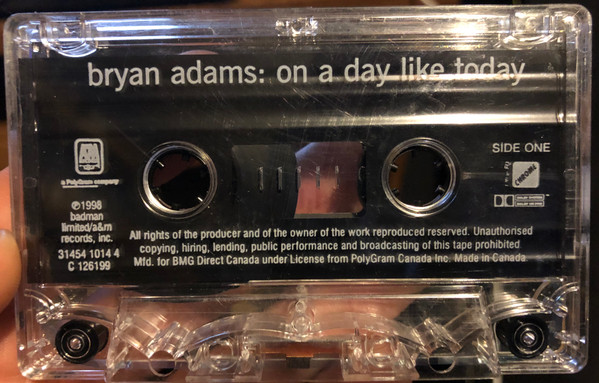 bryan adams: on a day like today
SIDE ONE
A&M
a PolyGram company
CHROME
℗1998
badman
limited/a&m
records, inc.
31454 1014 4
C 126199
All rights of the producer and of the owner of the work reproduced reserved. Unauthorised
copying, hiring, lending, public performance and broadcasting of this tape prohibited
Mfd. for BMG Direct Canada under License from PolyGram Canada Inc. Made in Canada